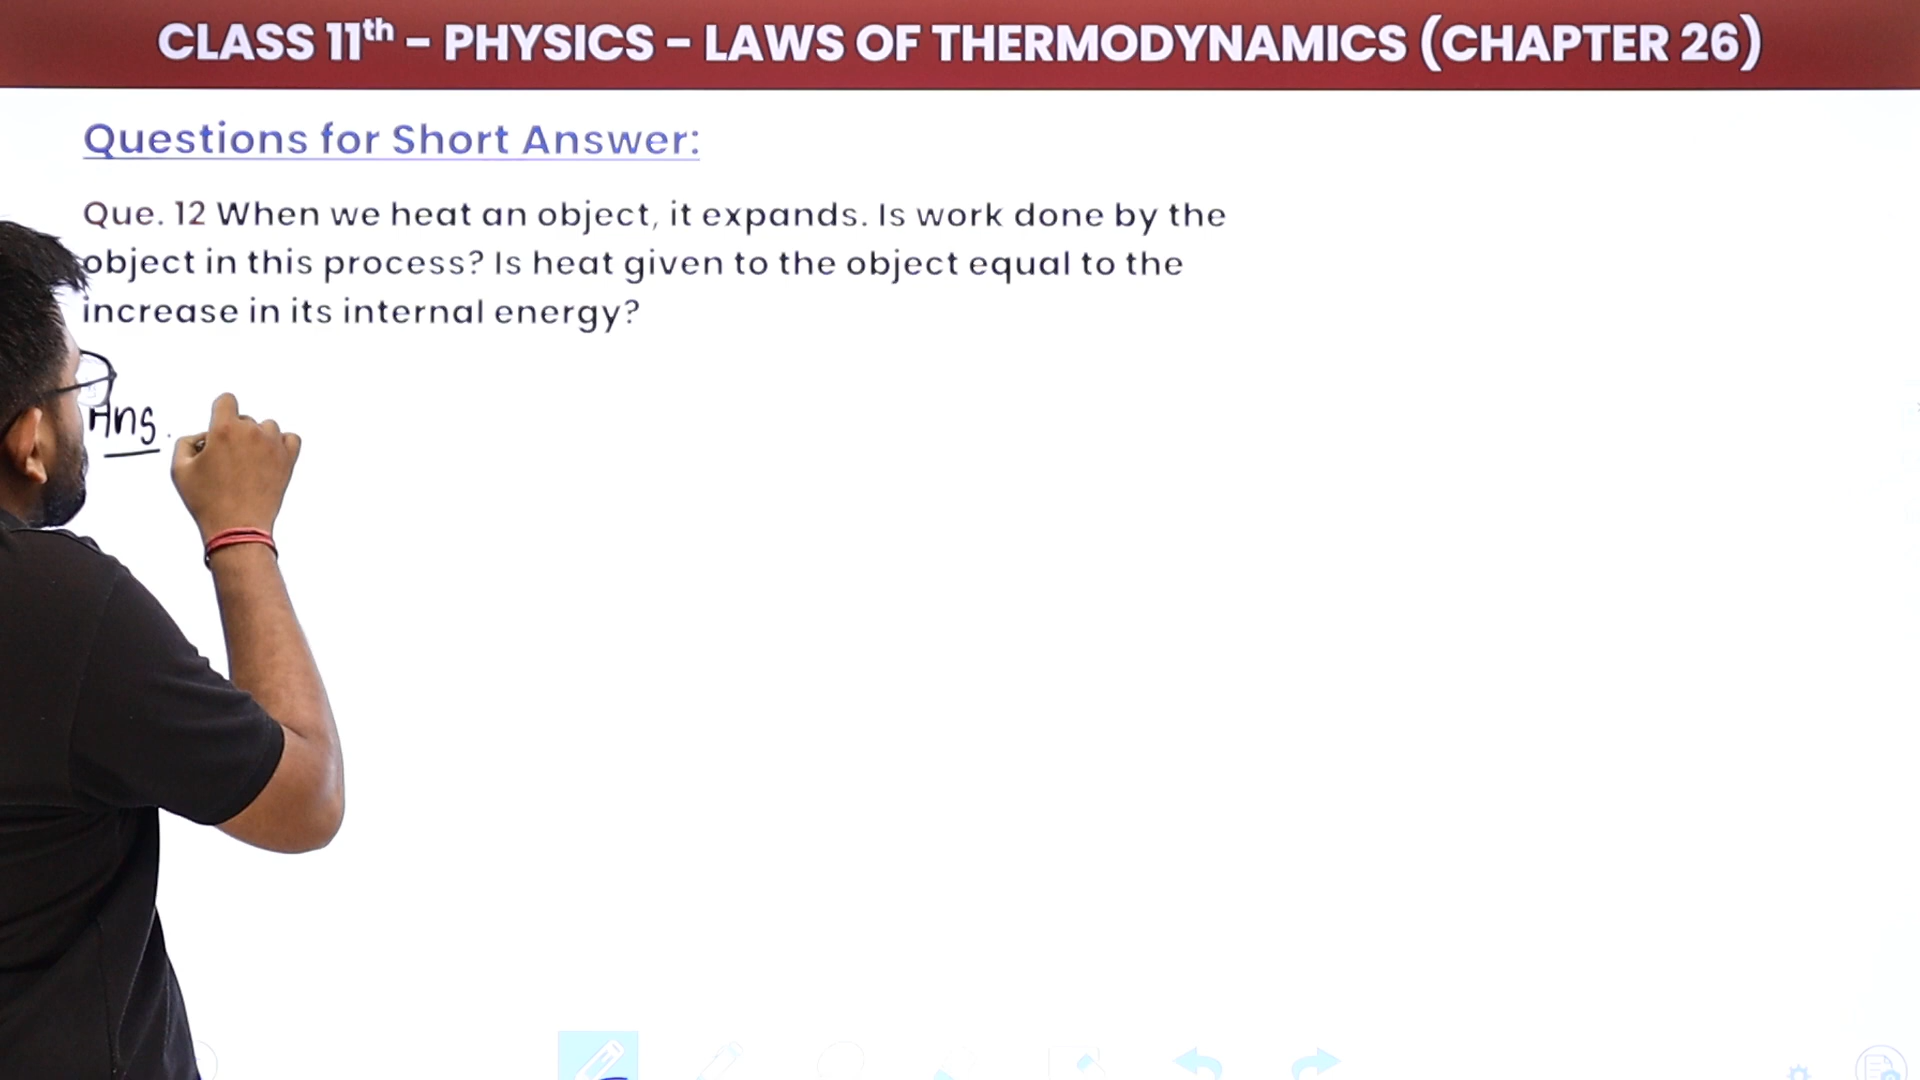 CLASS 11th - PHYSICS - LAWS OF THERMODYNAMICS (CHAPTER 26)
Questions for Short Answer:
Que. 12 When we heat an object, it expands. Is work done by the
object in this process? Is heat given to the object equal to the
increase in its internal energy?
Ans.